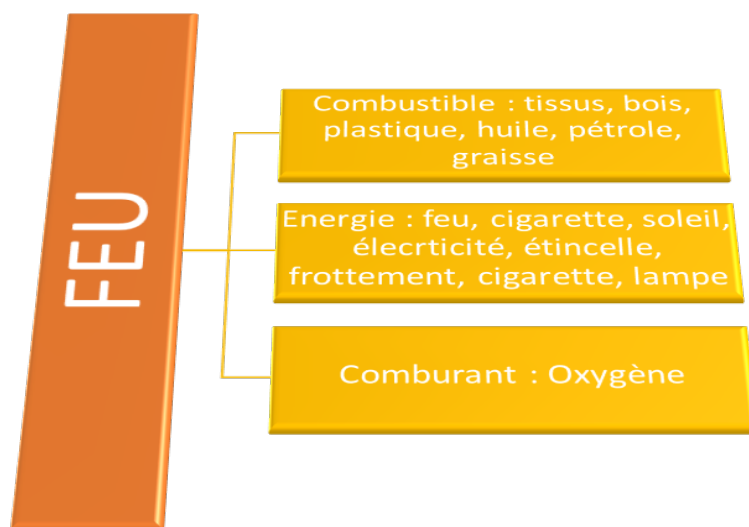 FEU
Combustible : tissus, bois,
plastique, huile, pétrole,
graisse
Energie : feu, cigarette, soleil,
élecrticité, étincelle,
frottement, cigarette, lampe
Comburant : Oxygène